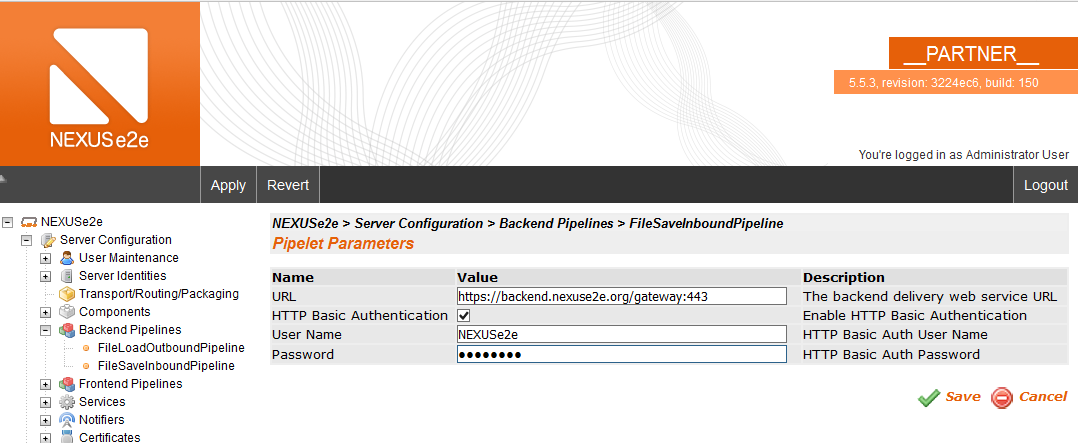 NEXUSe2e
__PARTNER__
5.5.3, revision: 3224ec6, build: 150
You're logged in as Administrator User
Apply Revert Logout
NEXUSe2e
Server Configuration
User Maintenance
Server Identities
Transport/Routing/Packaging
Components
Backend Pipelines
FileLoadOutboundPipeline
FileSaveInboundPipeline
Frontend Pipelines
Services
Notifiers
Certificates
NEXUSe2e > Server Configuration > Backend Pipelines > FileSaveInboundPipeline
Pipelet Parameters
Name Value Description
URL https://backend.nexuse2e.org/gateway:443 The backend delivery web service URL
HTTP Basic Authentication Enable HTTP Basic Authentication
User Name NEXUSe2e HTTP Basic Auth User Name
Password ●●●●●●●● HTTP Basic Auth Password
Save Cancel